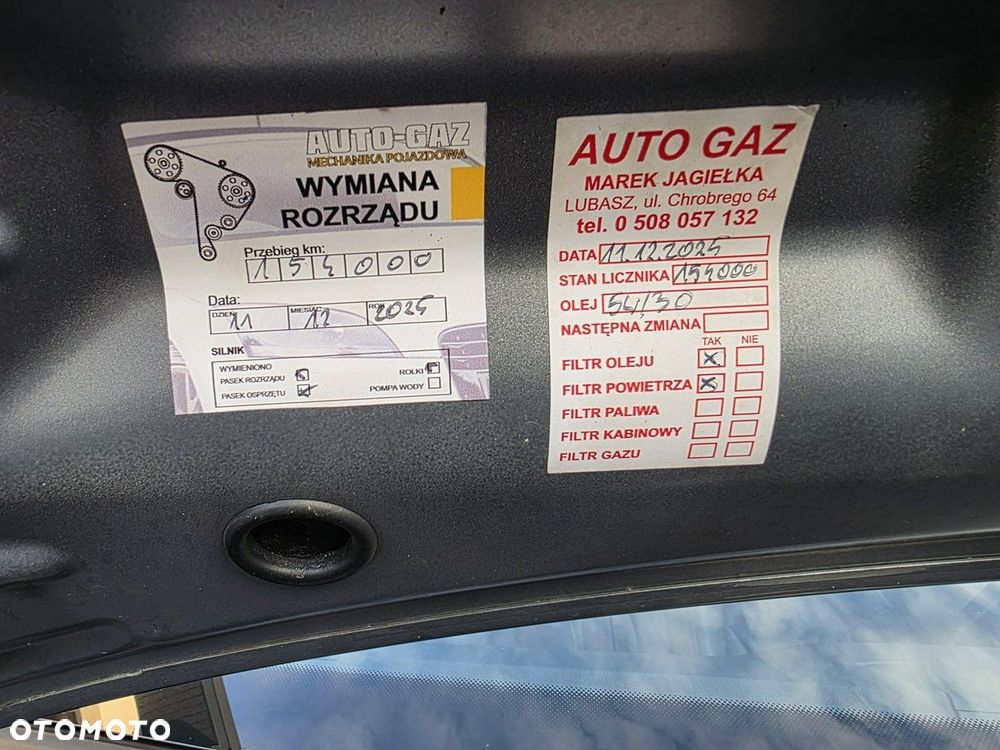 AUTO-GAZ
MECHANIKA POJAZDOWA
WYMIANA
ROZRZĄDU
Przebieg km:
154000
Data:
DZIEŃ 11 MIESIĄC 12 ROK 2025
SILNIK
WYMIENIONO
PASEK ROZRZĄDU
PASEK OSPRZĘTU
ROLKI
POMPA WODY
AUTO GAZ
MAREK JAGIEŁKA
LUBASZ, ul. Chrobrego 64
tel. 0 508 057 132
DATA 11.12.2025
STAN LICZNIKA 154000
OLEJ 5W/30
NASTĘPNA ZMIANA
TAK NIE
FILTR OLEJU
FILTR POWIETRZA
FILTR PALIWA
FILTR KABINOWY
FILTR GAZU
OTOMOTO